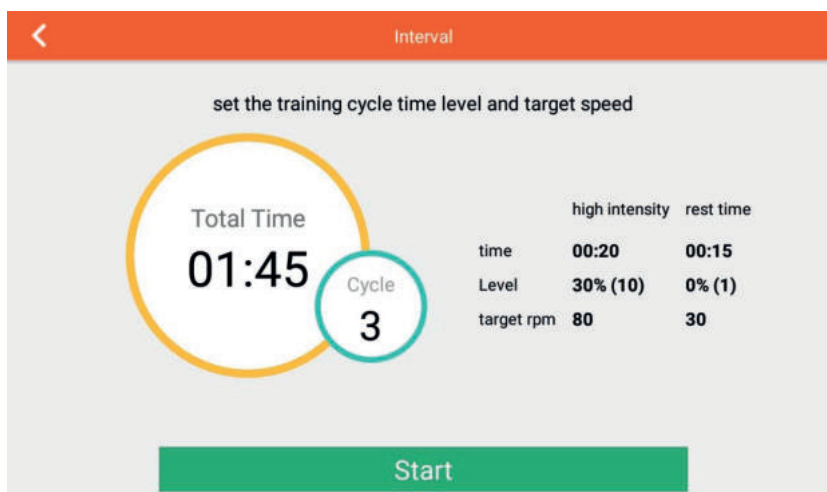 Interval
set the training cycle time level and target speed
Total Time
01:45
Cycle
3
high intensity rest time
time 00:20 00:15
Level 30% (10) 0% (1)
target rpm 80 30
Start